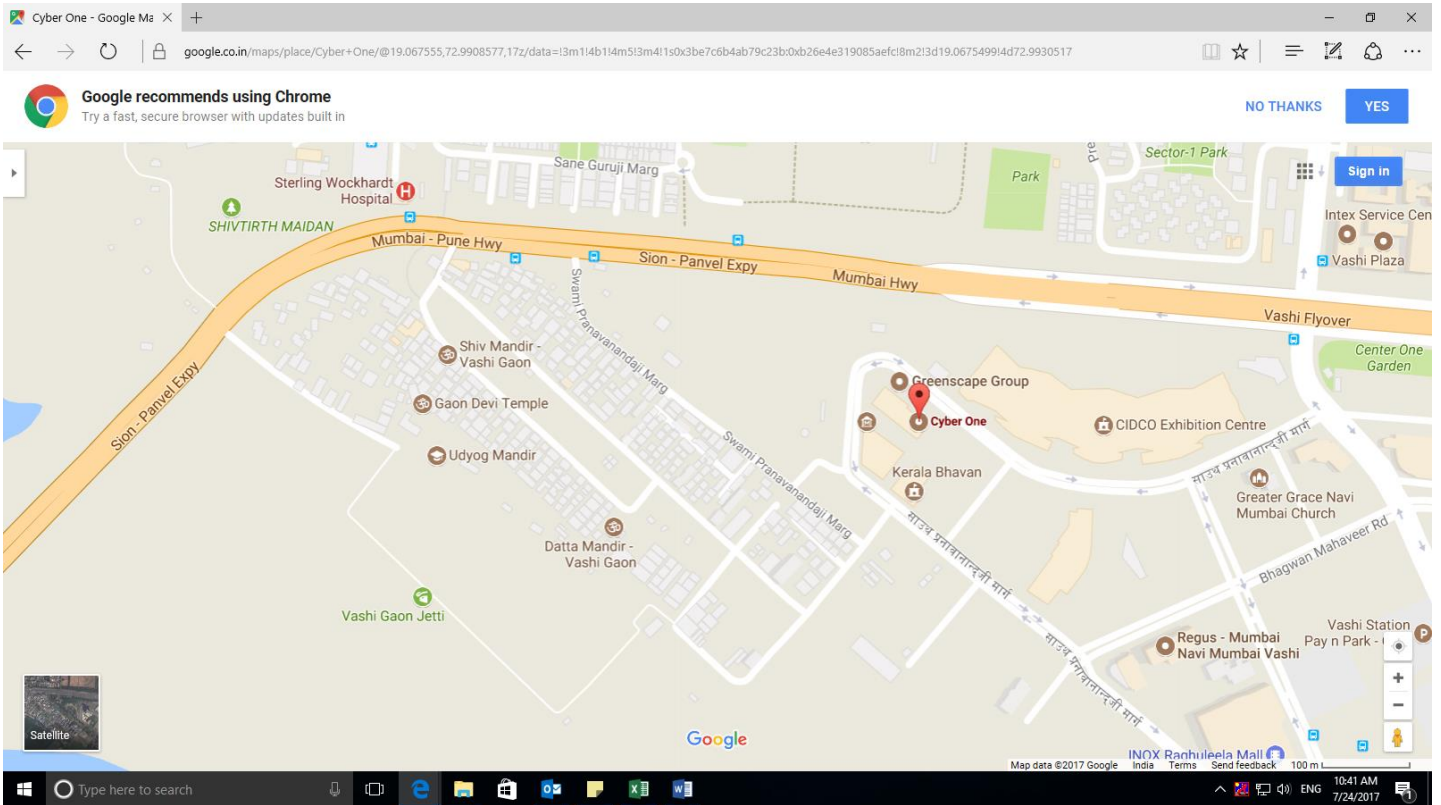 Cyber One - Google Ma
google.co.in/maps/place/Cyber+One/@19.067555,72.9908577,17z/data=!3m1!4b1!4m5!3m4!1s0x3be7c6b4ab79c23b:0xb26e4e319085aefc!8m2!3d19.0675499!4d72.9930517
Google recommends using Chrome
Try a fast, secure browser with updates built in
NO THANKS
YES
Sane Guruji Marg
Sector-1 Park
Park
Sign in
Sterling Wockhardt
Hospital
SHIVTIRTH MAIDAN
Intex Service Cen
Vashi Plaza
Mumbai - Pune Hwy
Sion - Panvel Expy
Mumbai Hwy
Vashi Flyover
Swami Pranavanandaji Marg
Center One
Garden
Shiv Mandir -
Vashi Gaon
Greenscape Group
Sion - Panvel Expy
Gaon Devi Temple
Cyber One
CIDCO Exhibition Centre
Udyog Mandir
Swami Pranavanandaji Marg
Kerala Bhavan
Greater Grace Navi
Mumbai Church
Datta Mandir -
Vashi Gaon
Bhagwan Mahaveer Rd
Vashi Gaon Jetti
Vashi Station
Pay n Park -
Regus - Mumbai
Navi Mumbai Vashi
Satellite
Google
INOX Raghuleela Mall
Map data ©2017 Google India Terms Send feedback 100 m
Type here to search
ENG
10:41 AM
7/24/2017